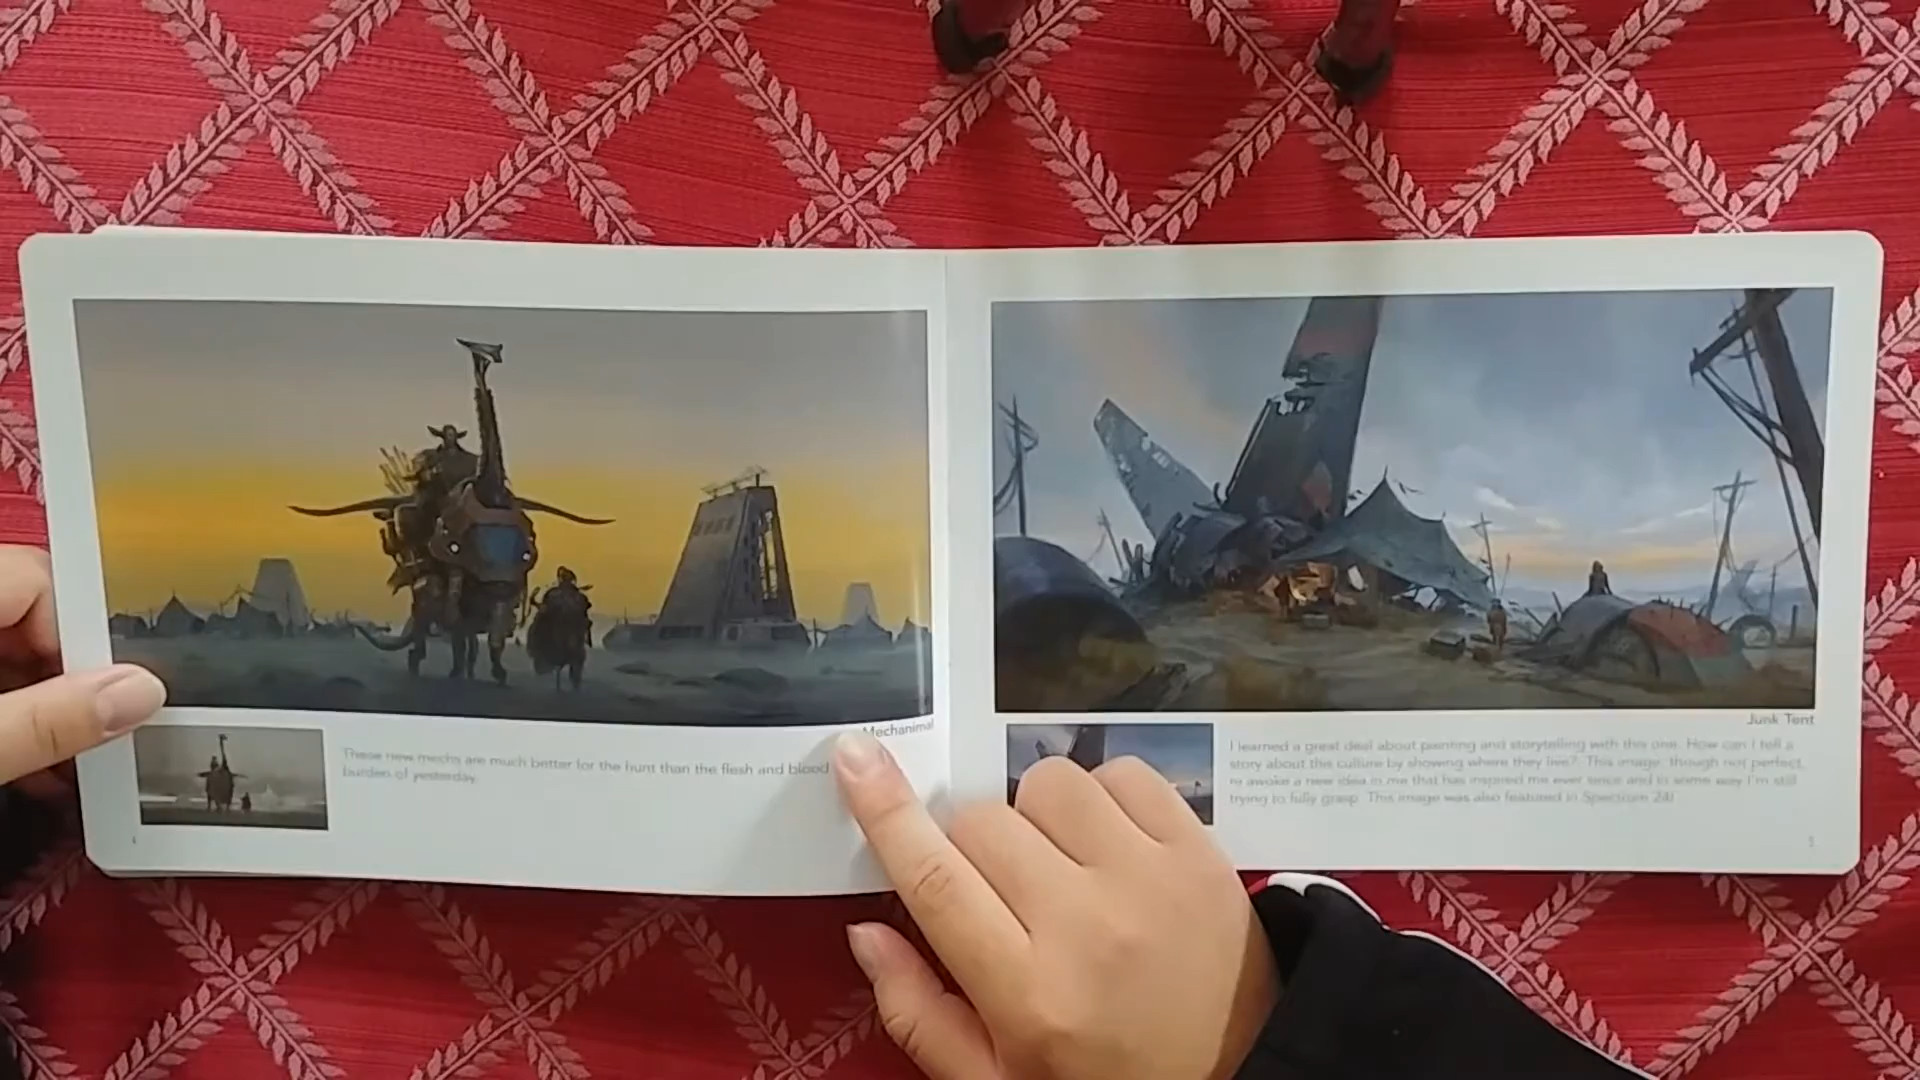 Mechanimal
These new mechs are much better for the hunt than the flesh and blood
burden of yesterday.
4
Junk Tent
I learned a great deal about painting and storytelling with this one. How can I tell a
story about this culture by showing where they live? This image, though not perfect,
re awoke a new idea in me that has inspired me ever since and in some way I'm still
trying to fully grasp. This image was also featured in Spectrum 24!
5